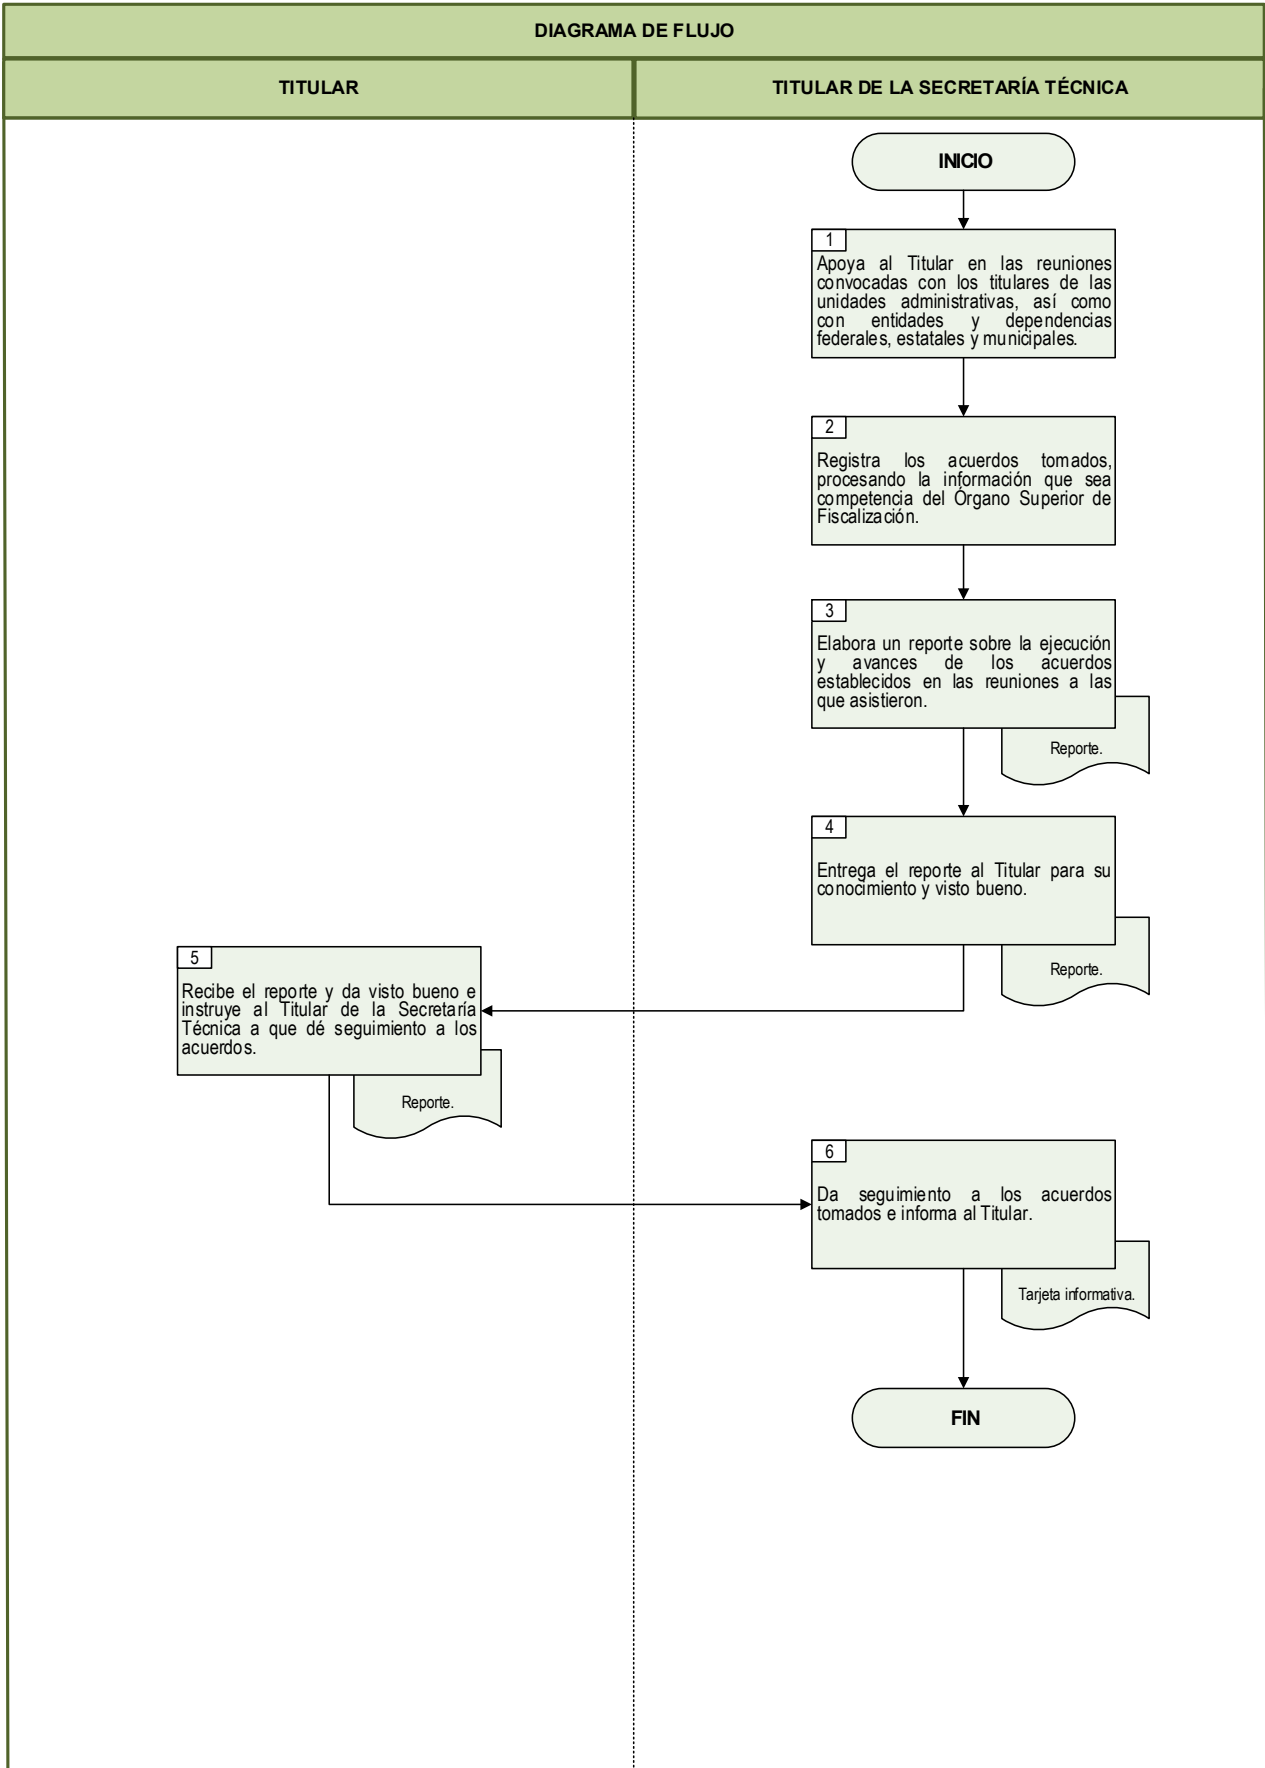 DIAGRAMA DE FLUJO
TITULAR
TITULAR DE LA SECRETARÍA TÉCNICA
INICIO
1
Apoya al Titular en las reuniones
convocadas con los titulares de las
unidades administrativas, así como
con entidades y dependencias
federales, estatales y municipales.
2
Registra los acuerdos tomados,
procesando la información que sea
competencia del Órgano Superior de
Fiscalización.
3
Elabora un reporte sobre la ejecución
y avances de los acuerdos
establecidos en las reuniones a las
que asistieron.
Reporte.
4
Entrega el reporte al Titular para su
conocimiento y visto bueno.
Reporte.
5
Recibe el reporte y da visto bueno e
instruye al Titular de la Secretaría
Técnica a que dé seguimiento a los
acuerdos.
Reporte.
6
Da seguimiento a los acuerdos
tomados e informa al Titular.
Tarjeta informativa.
FIN